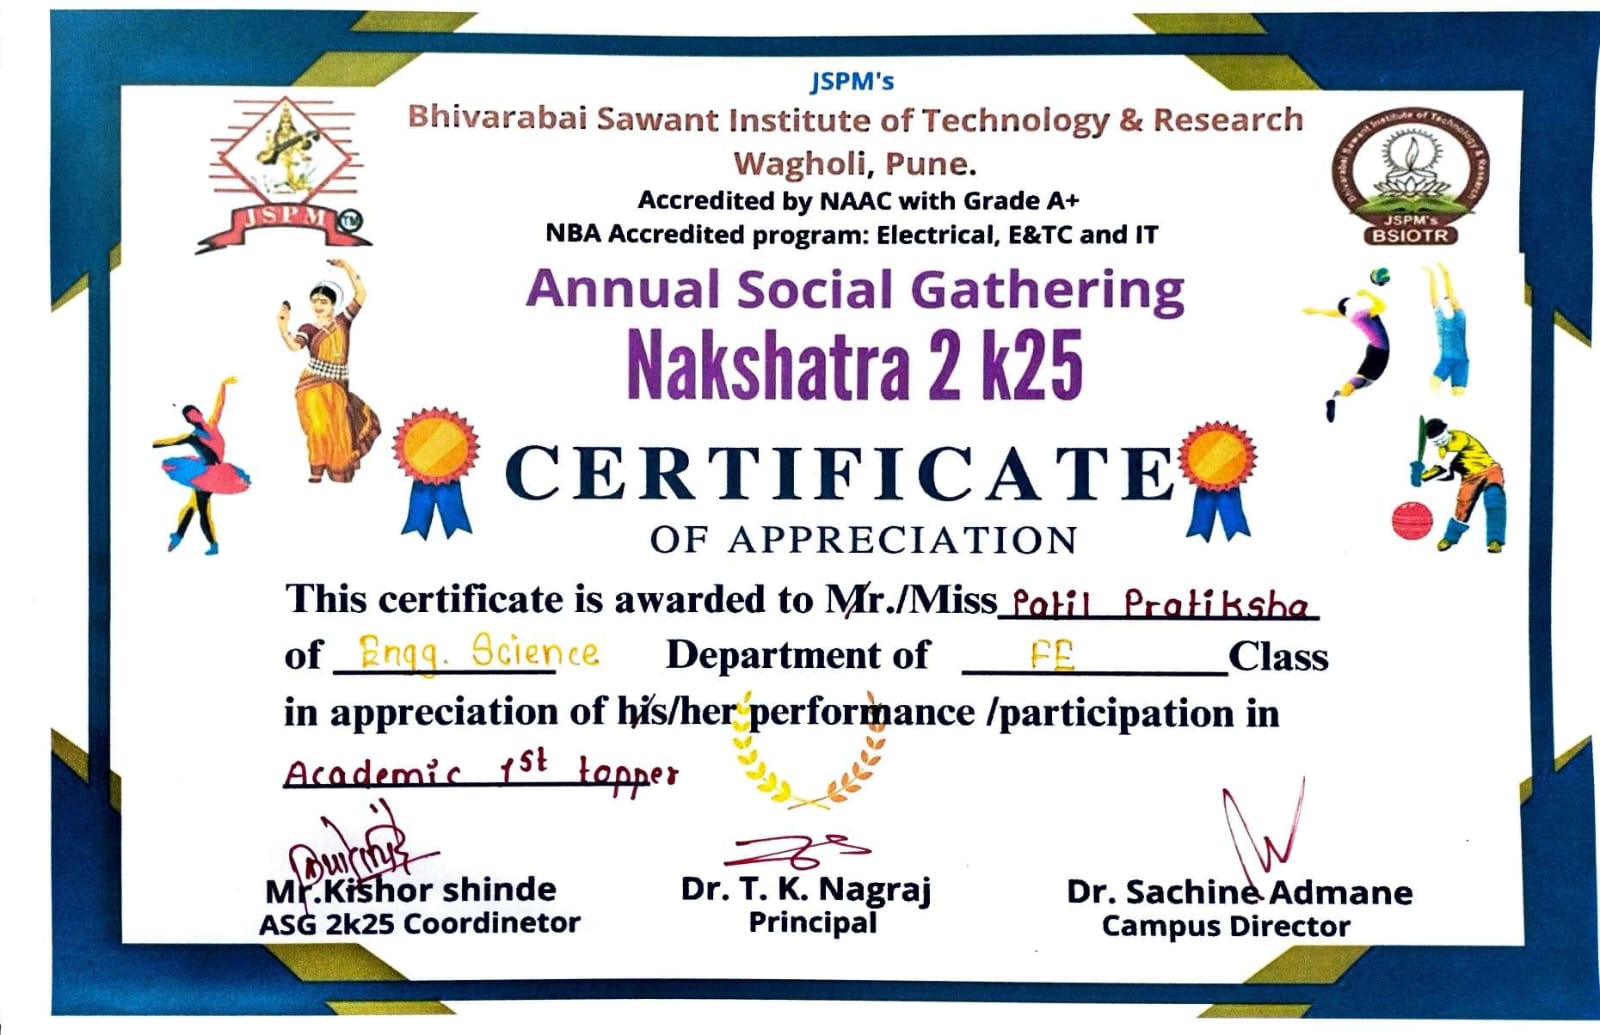 JSPM's
Bhivarabai Sawant Institute of Technology & Research
Wagholi, Pune.
Accredited by NAAC with Grade A+
NBA Accredited program: Electrical, E&TC and IT
JSPM TM
Bhivarabai Sawant Institute of Technology & Research
JSPM's
BSIOTR
Annual Social Gathering
Nakshatra 2 k25
CERTIFICATE
OF APPRECIATION
This certificate is awarded to Mr./Miss Patil Pratiksha
of Engg. Science Department of FE Class
in appreciation of his/her performance /participation in
Academic 1st topper
Mr.Kishor shinde
ASG 2k25 Coordinetor
Dr. T. K. Nagraj
Principal
Dr. Sachine Admane
Campus Director